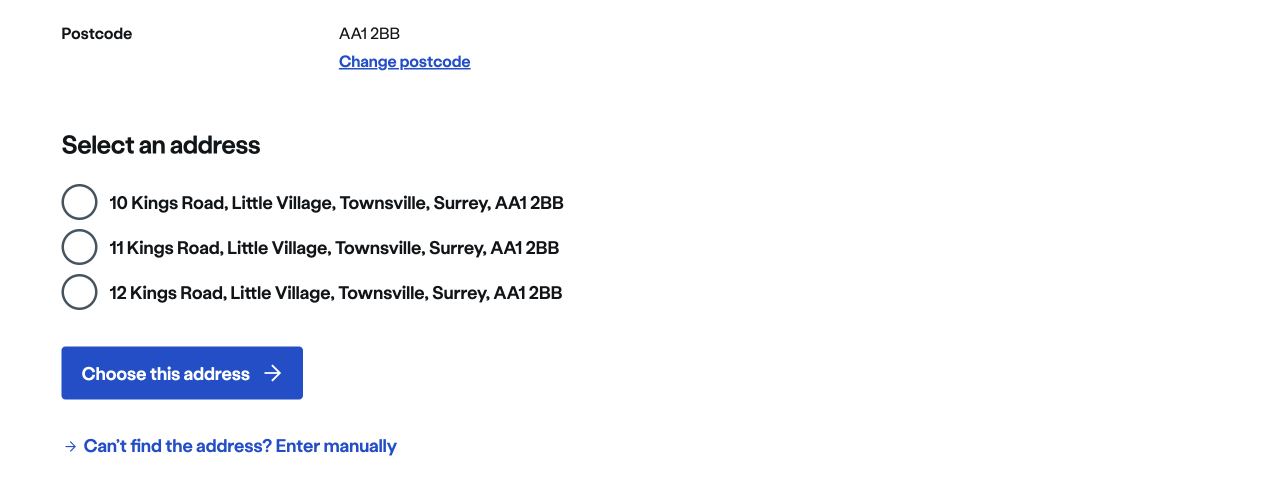 Postcode AA1 2BB
Change postcode
Select an address
10 Kings Road, Little Village, Townsville, Surrey, AA1 2BB
11 Kings Road, Little Village, Townsville, Surrey, AA1 2BB
12 Kings Road, Little Village, Townsville, Surrey, AA1 2BB
Choose this address
Can't find the address? Enter manually